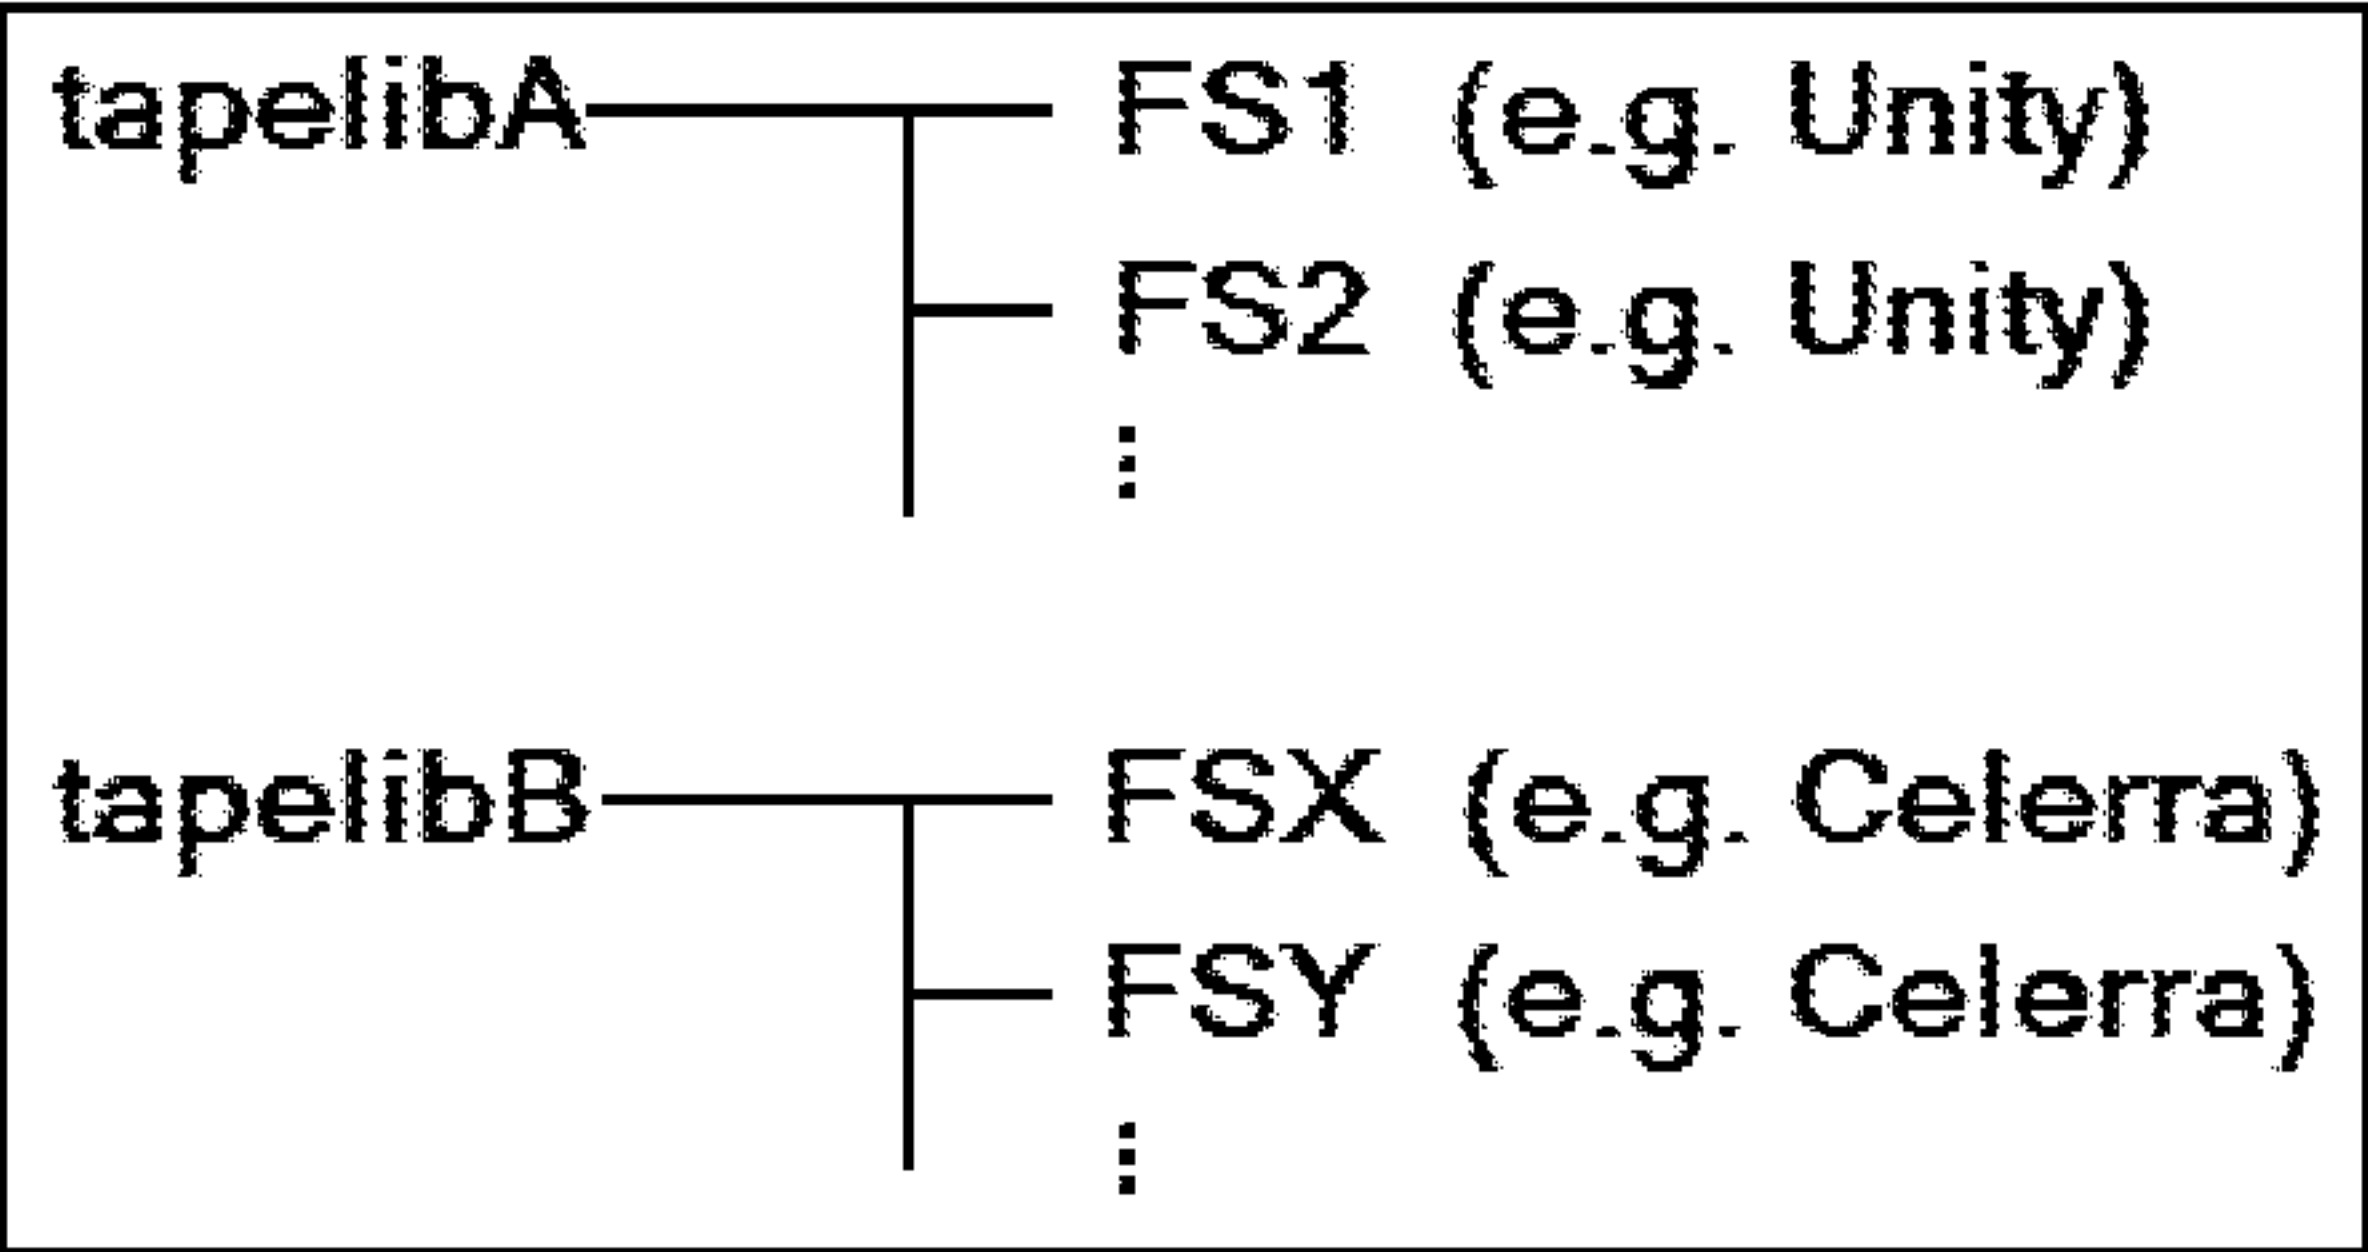 tapelibA FS1 (e.g. Unity)
FS2 (e.g. Unity)
⋮
tapelibB FSX (e.g. Celerra)
FSY (e.g. Celerra)
⋮